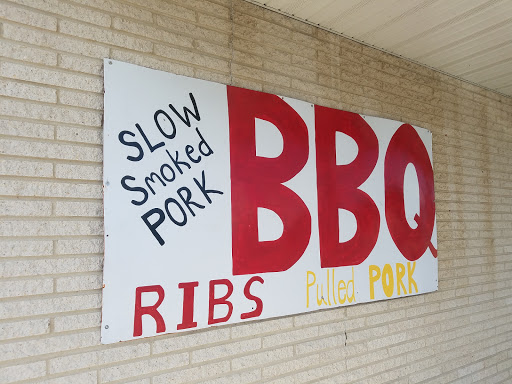 SLOW
Smoked
PORK
BBQ
RIBS
Pulled PORK